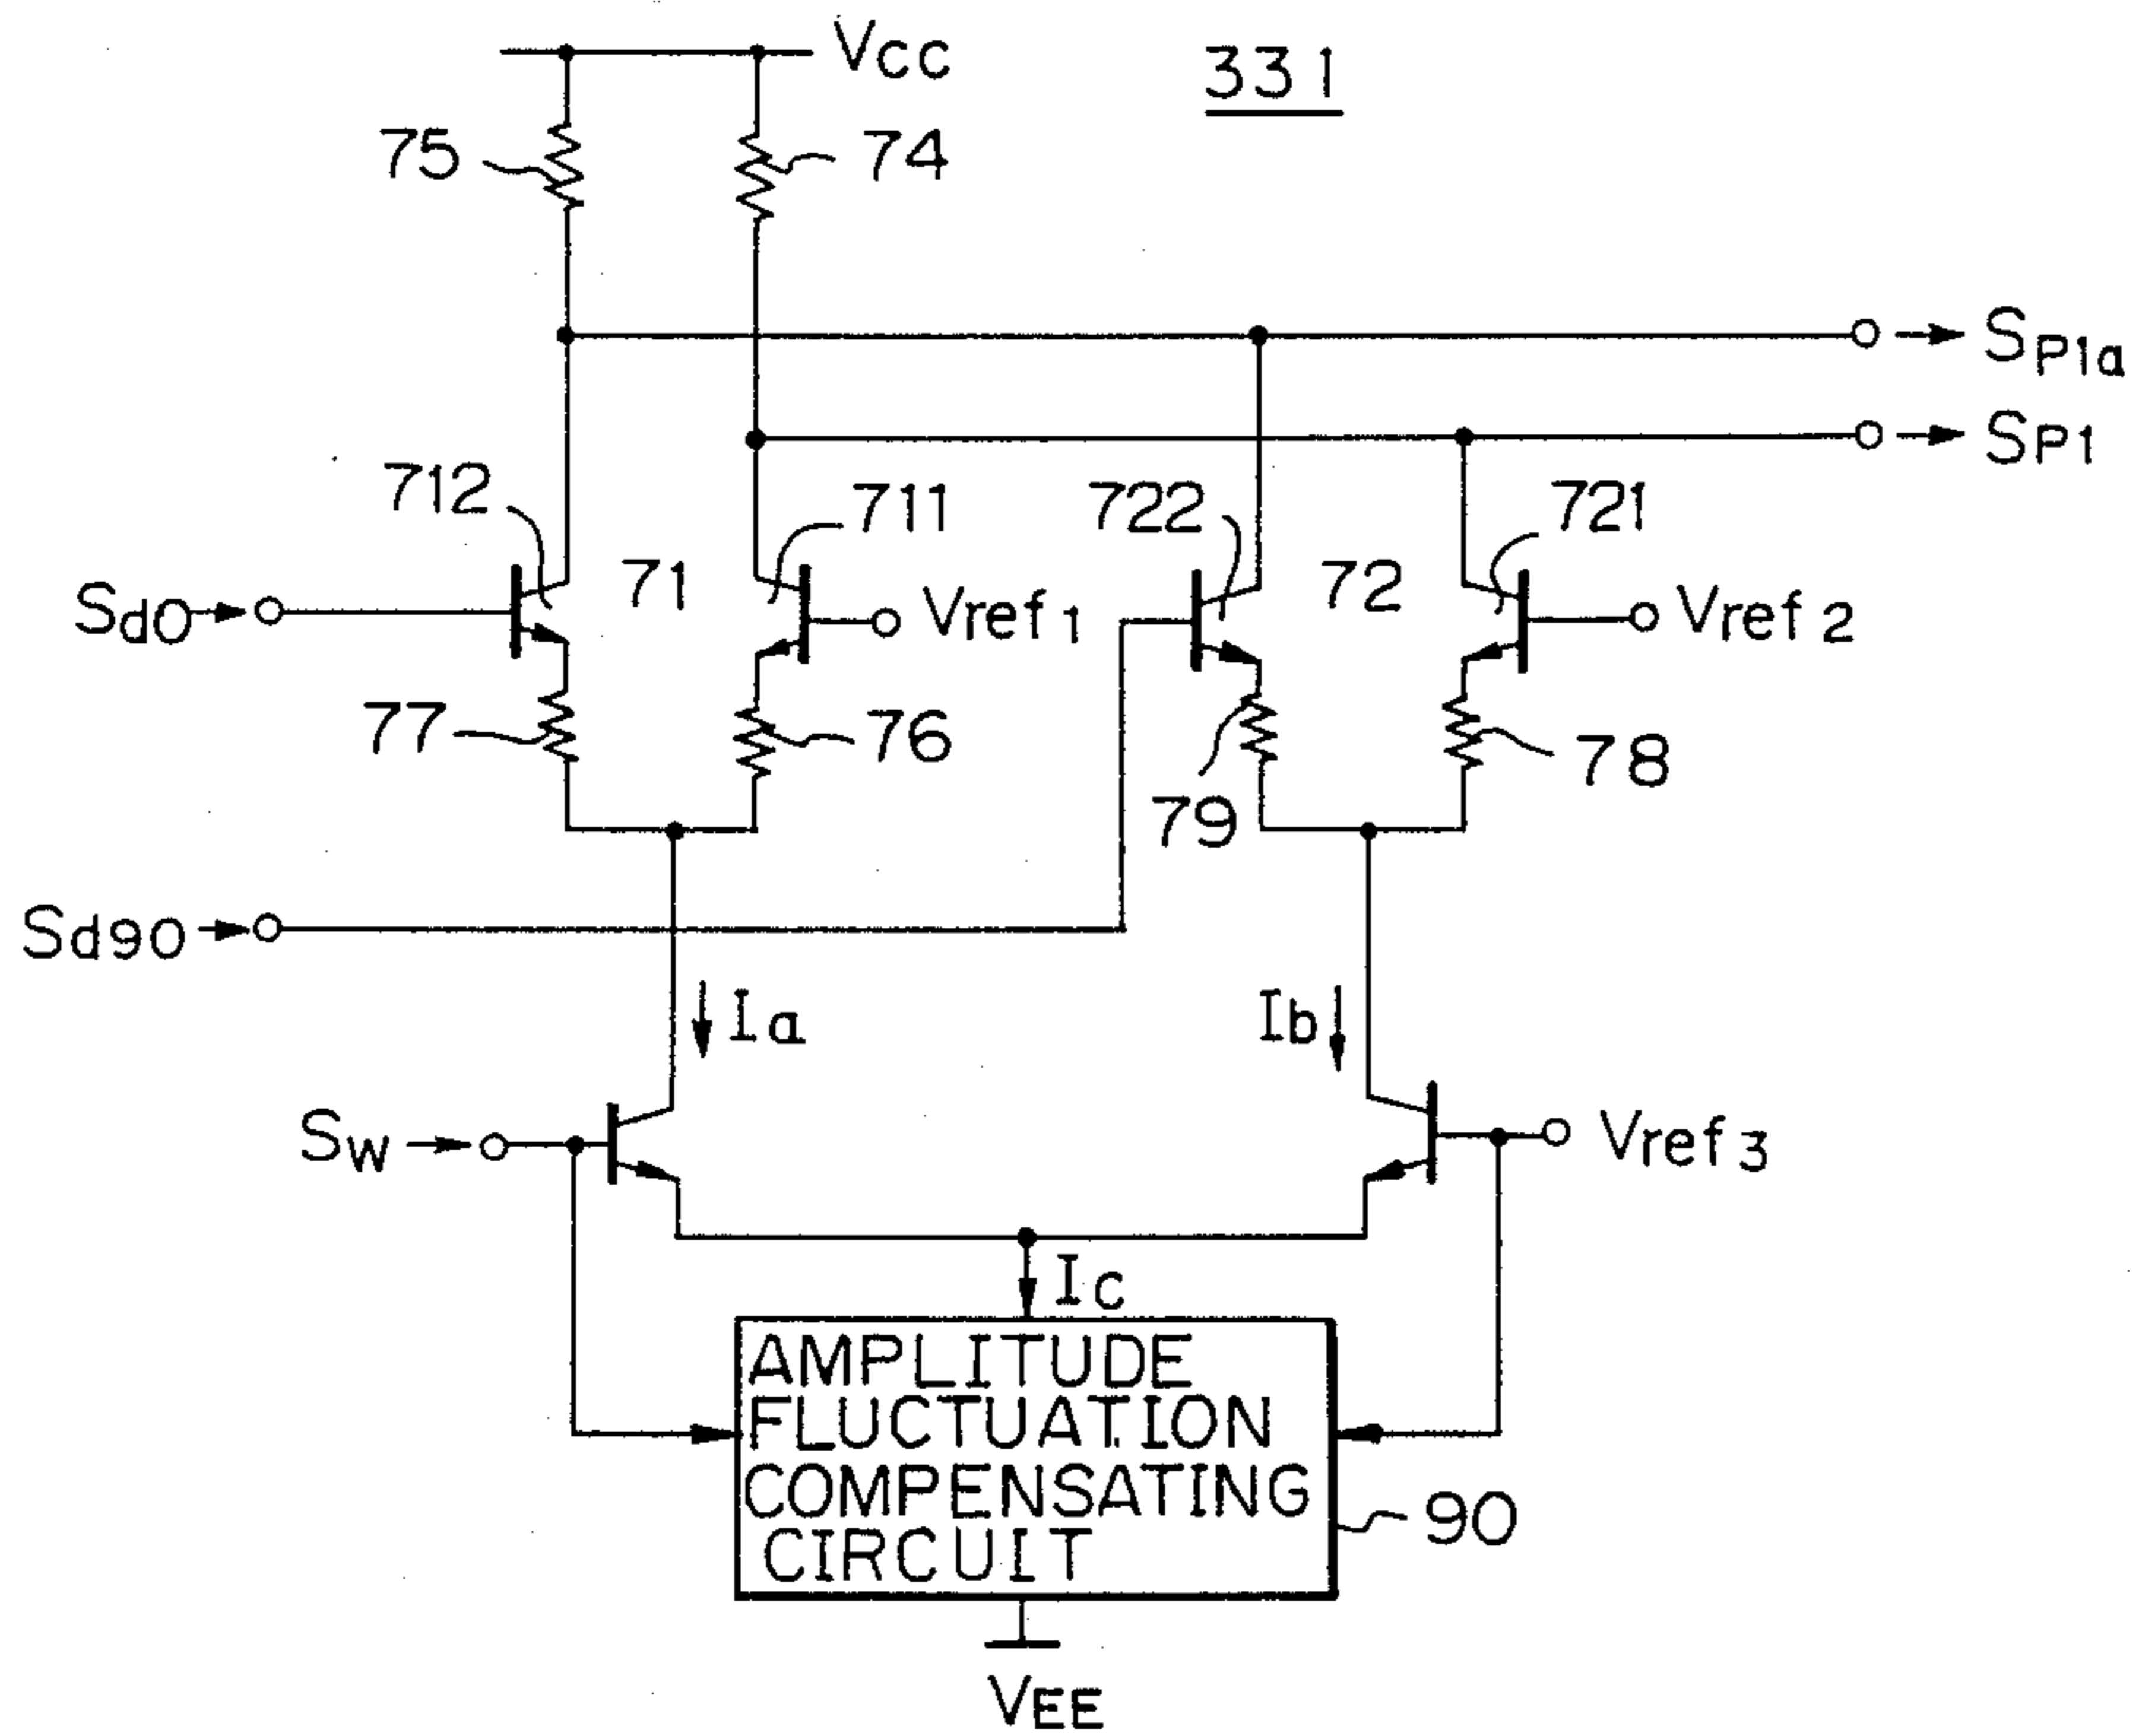 Vcc
331
75
74
SP1a
SP1
712
711
722
721
Sd0
71
Vref1
72
Vref2
77
76
79
78
Sd90
Ia
Ib
Sw
Vref3
Ic
AMPLITUDE
FLUCTUATION
COMPENSATING
CIRCUIT
90
VEE